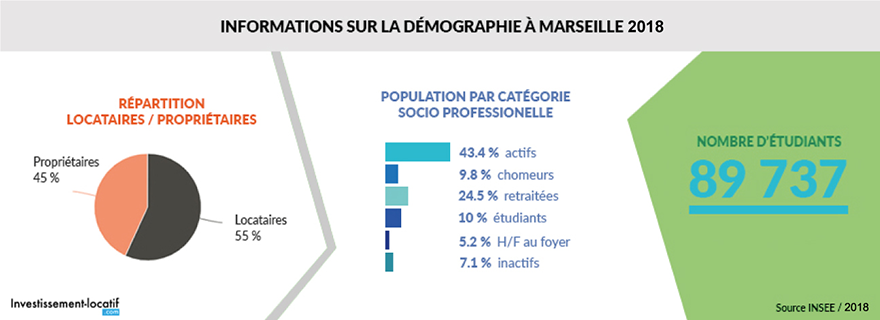 INFORMATIONS SUR LA DÉMOGRAPHIE À MARSEILLE 2018
RÉPARTITION
LOCATAIRES / PROPRIÉTAIRES
Propriétaires
45 %
Locataires
55 %
Investissement-locatif
.com
POPULATION PAR CATÉGORIE
SOCIO PROFESSIONELLE
43.4 % actifs
9.8 % chomeurs
24.5 % retraitées
10 % étudiants
5.2 % H/F au foyer
7.1 % inactifs
NOMBRE D'ÉTUDIANTS
89 737
Source INSEE / 2018